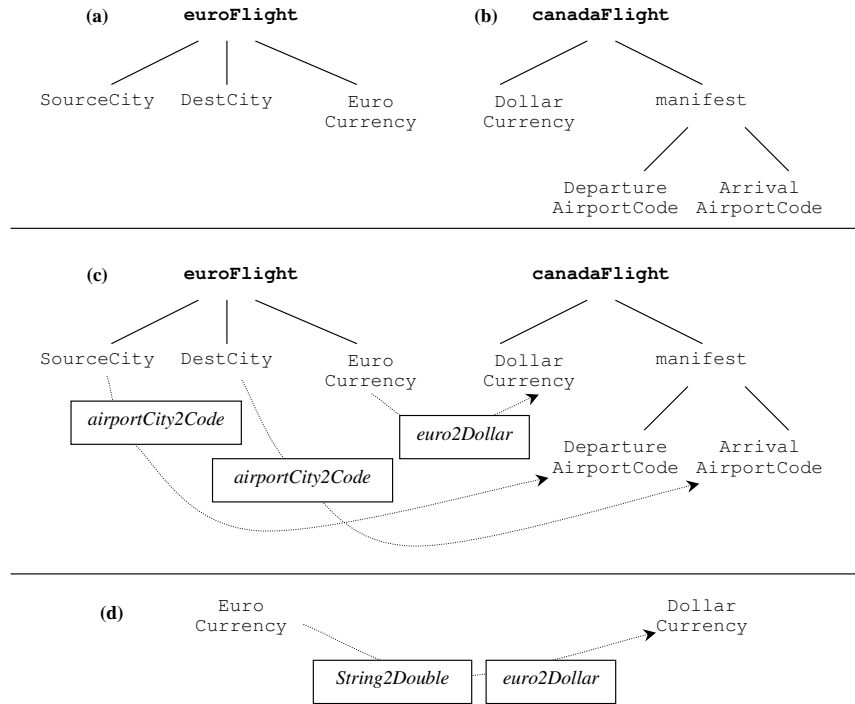 (a)
euroFlight
(b)
canadaFlight
SourceCity
DestCity
Euro
Currency
Dollar
Currency
manifest
Departure
AirportCode
Arrival
AirportCode
(c)
euroFlight
canadaFlight
SourceCity
DestCity
Euro
Currency
Dollar
Currency
manifest
airportCity2Code
euro2Dollar
Departure
AirportCode
Arrival
AirportCode
airportCity2Code
(d)
Euro
Currency
Dollar
Currency
String2Double
euro2Dollar